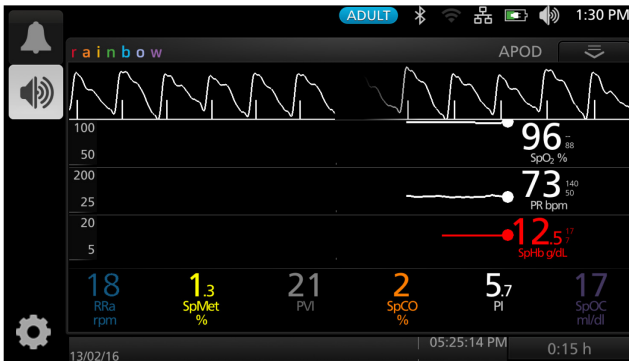 ADULT 1:30 PM
rainbow APOD
100
50
96 -- 88
SpO₂ %
200
25
73 140 50
PR bpm
20
5
12.5 17 7
SpHb g/dL
18 1.3 21 2 5.7 17
RRa SpMet PVI SpCO PI SpOC
rpm % % ml/dl
05:25:14 PM 0:15 h
13/02/16